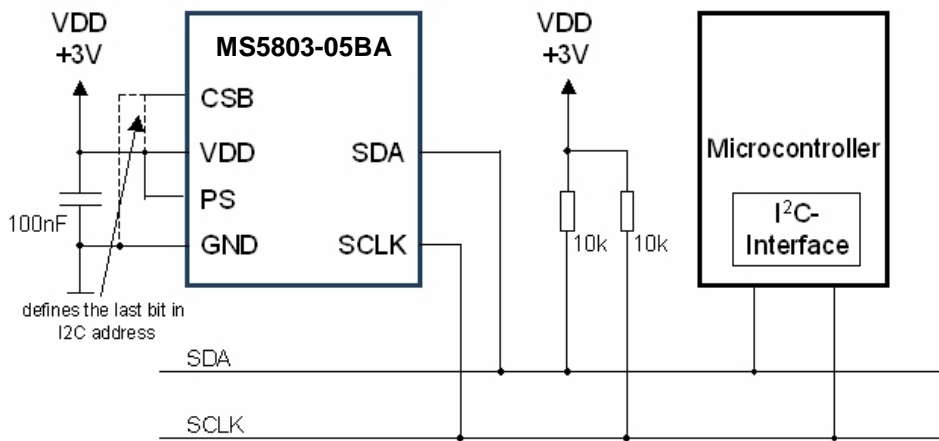 VDD
+3V
MS5803-05BA
CSB
VDD
PS
GND
SDA
SCLK
100nF
defines the last bit in
I2C address
VDD
+3V
10k
10k
Microcontroller
I²C-
Interface
SDA
SCLK